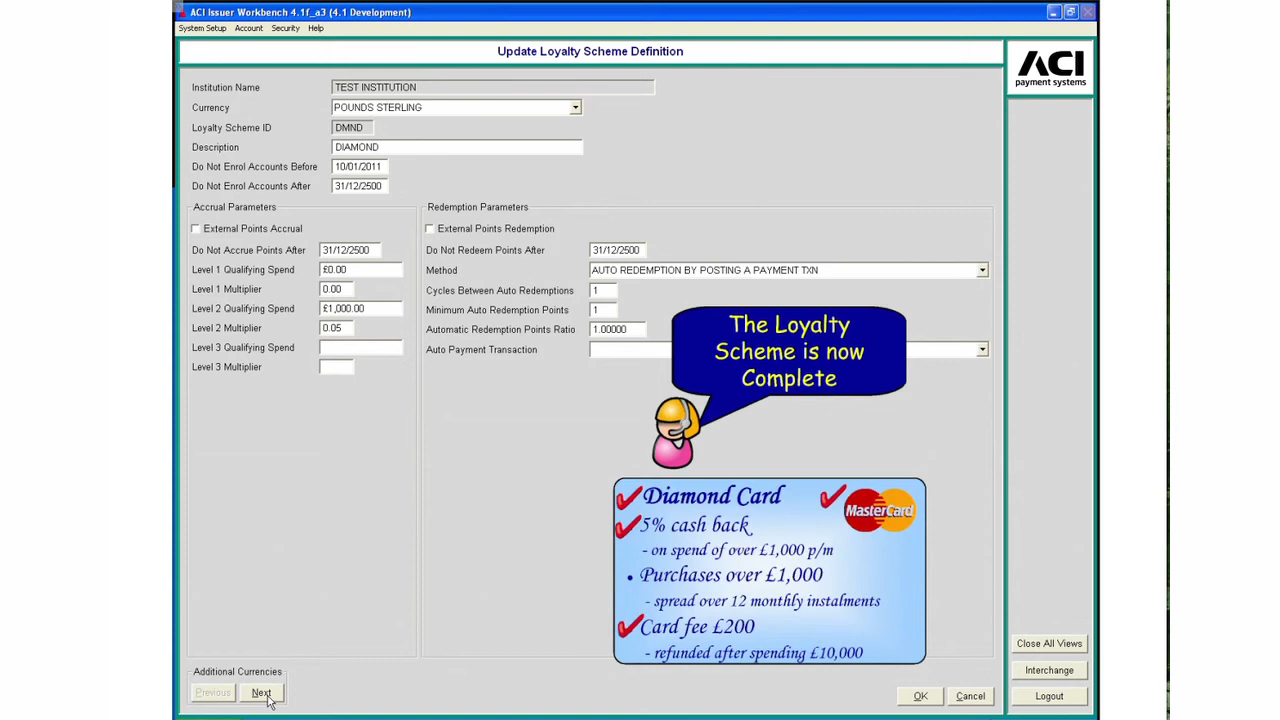 ACI Issuer Workbench 4.1f_a3 (4.1 Development)
System Setup Account Security Help
Update Loyalty Scheme Definition
ACI
payment systems
Institution Name TEST INSTITUTION
Currency POUNDS STERLING
Loyalty Scheme ID DMND
Description DIAMOND
Do Not Enrol Accounts Before 10/01/2011
Do Not Enrol Accounts After 31/12/2500
Accrual Parameters
External Points Accrual
Do Not Accrue Points After 31/12/2500
Level 1 Qualifying Spend £0.00
Level 1 Multiplier 0.00
Level 2 Qualifying Spend £1,000.00
Level 2 Multiplier 0.05
Level 3 Qualifying Spend
Level 3 Multiplier
Redemption Parameters
External Points Redemption
Do Not Redeem Points After 31/12/2500
Method AUTO REDEMPTION BY POSTING A PAYMENT TXN
Cycles Between Auto Redemptions 1
Minimum Auto Redemption Points 1
Automatic Redemption Points Ratio 1.00000
Auto Payment Transaction
The Loyalty
Scheme is now
Complete
Diamond Card
MasterCard
5% cash back
- on spend of over £1,000 p/m
• Purchases over £1,000
- spread over 12 monthly instalments
Card fee £200
- refunded after spending £10,000
Additional Currencies
Previous Next
OK Cancel
Close All Views
Interchange
Logout